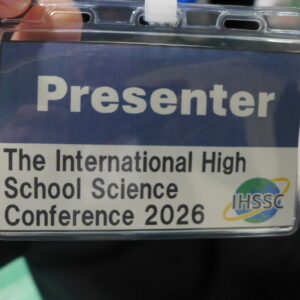 Presenter
The International High
School Science
Conference 2026
IHSSC